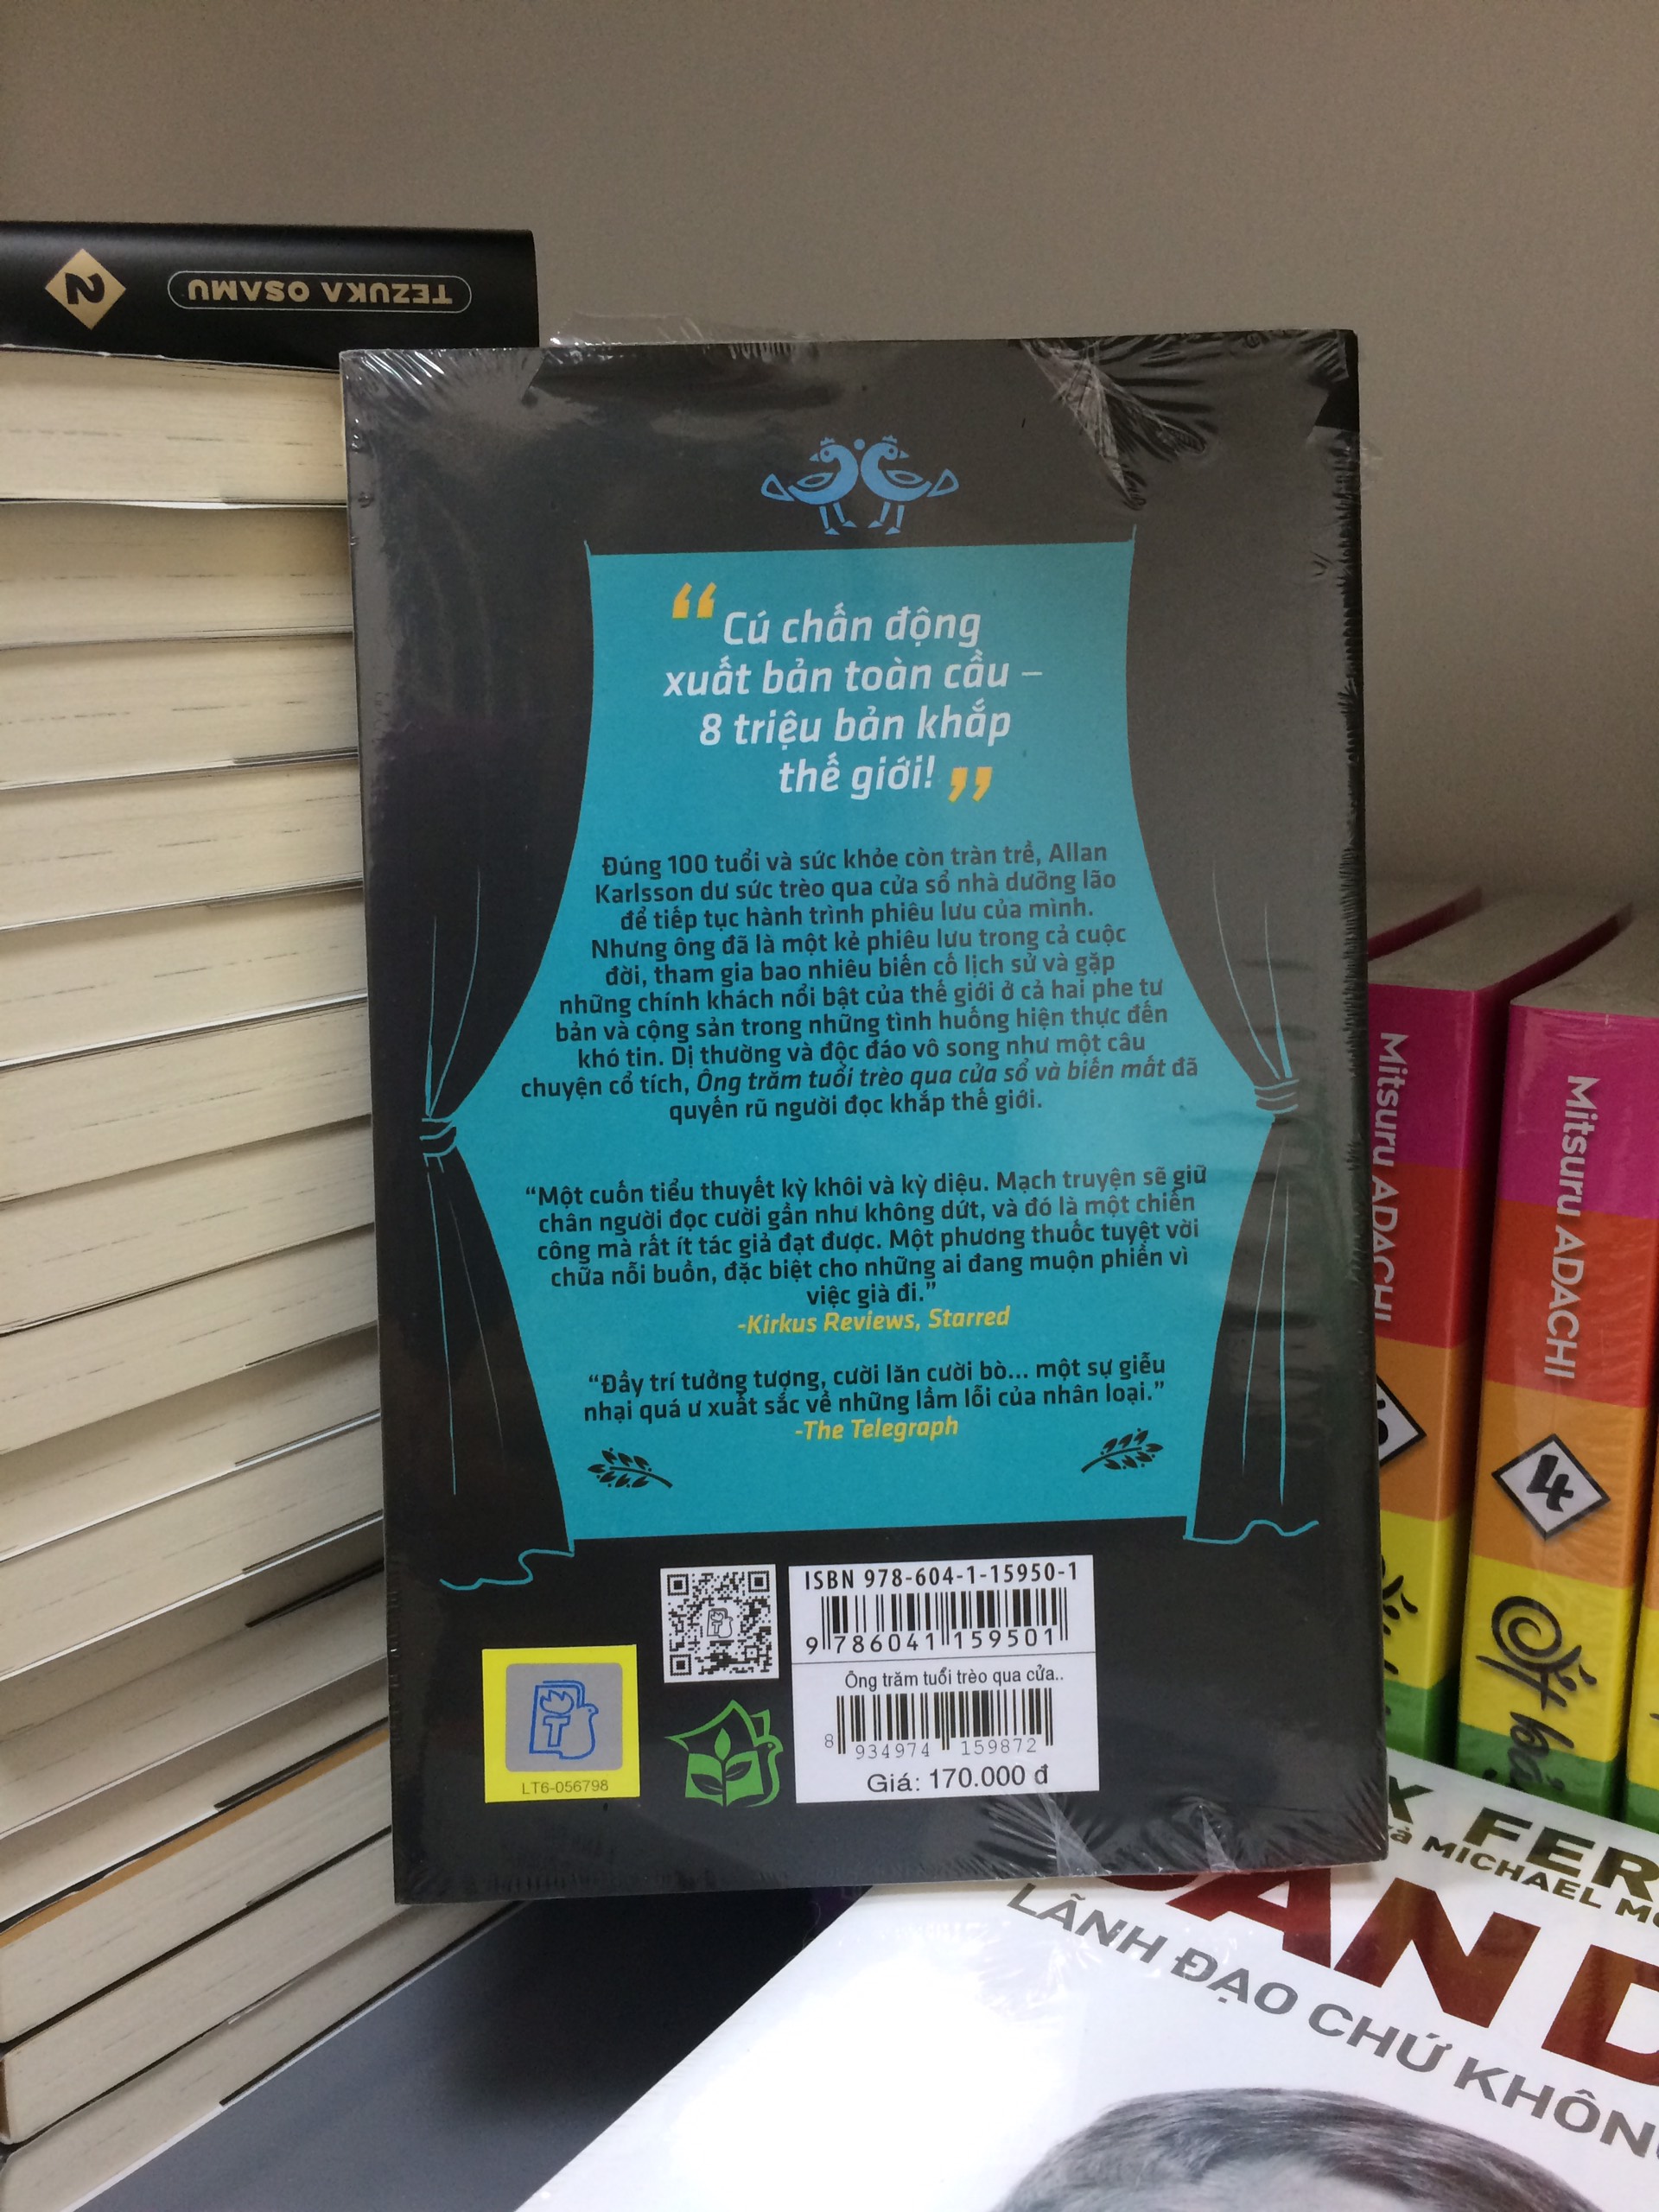 TEZUKA OSAMU
2
“Cú chấn động
xuất bản toàn cầu –
8 triệu bản khắp
thế giới!”
Đúng 100 tuổi và sức khỏe còn tràn trề, Allan
Karlsson dư sức trèo qua cửa sổ nhà dưỡng lão
để tiếp tục hành trình phiêu lưu của mình.
Nhưng ông đã là một kẻ phiêu lưu trong cả cuộc
đời, tham gia bao nhiêu biến cố lịch sử và gặp
những chính khách nổi bật của thế giới ở cả hai phe tư
bản và cộng sản trong những tình huống hiện thực đến
khó tin. Dị thường và độc đáo vô song như một câu
chuyện cổ tích, Ông trăm tuổi trèo qua cửa sổ và biến mất đã
quyến rũ người đọc khắp thế giới.
“Một cuốn tiểu thuyết kỳ khôi và kỳ diệu. Mạch truyện sẽ giữ
chân người đọc cười gần như không dứt, và đó là một chiến
công mà rất ít tác giả đạt được. Một phương thuốc tuyệt vời
chữa nỗi buồn, đặc biệt cho những ai đang muộn phiền vì
việc già đi.”
-Kirkus Reviews, Starred
“Đầy trí tưởng tượng, cười lăn cười bò... một sự giễu
nhại quá ư xuất sắc về những lầm lỗi của nhân loại.”
-The Telegraph
ISBN 978-604-1-15950-1
9 786041 159501
Ông trăm tuổi trèo qua cửa..
8 934974 159872
Giá: 170.000 đ
T
LT6-056798
Mitsuru ADACHI
Mitsuru ADACHI
4
X FER
và MICHAEL MO
LÃNH ĐẠO CHỨ KHÔNG